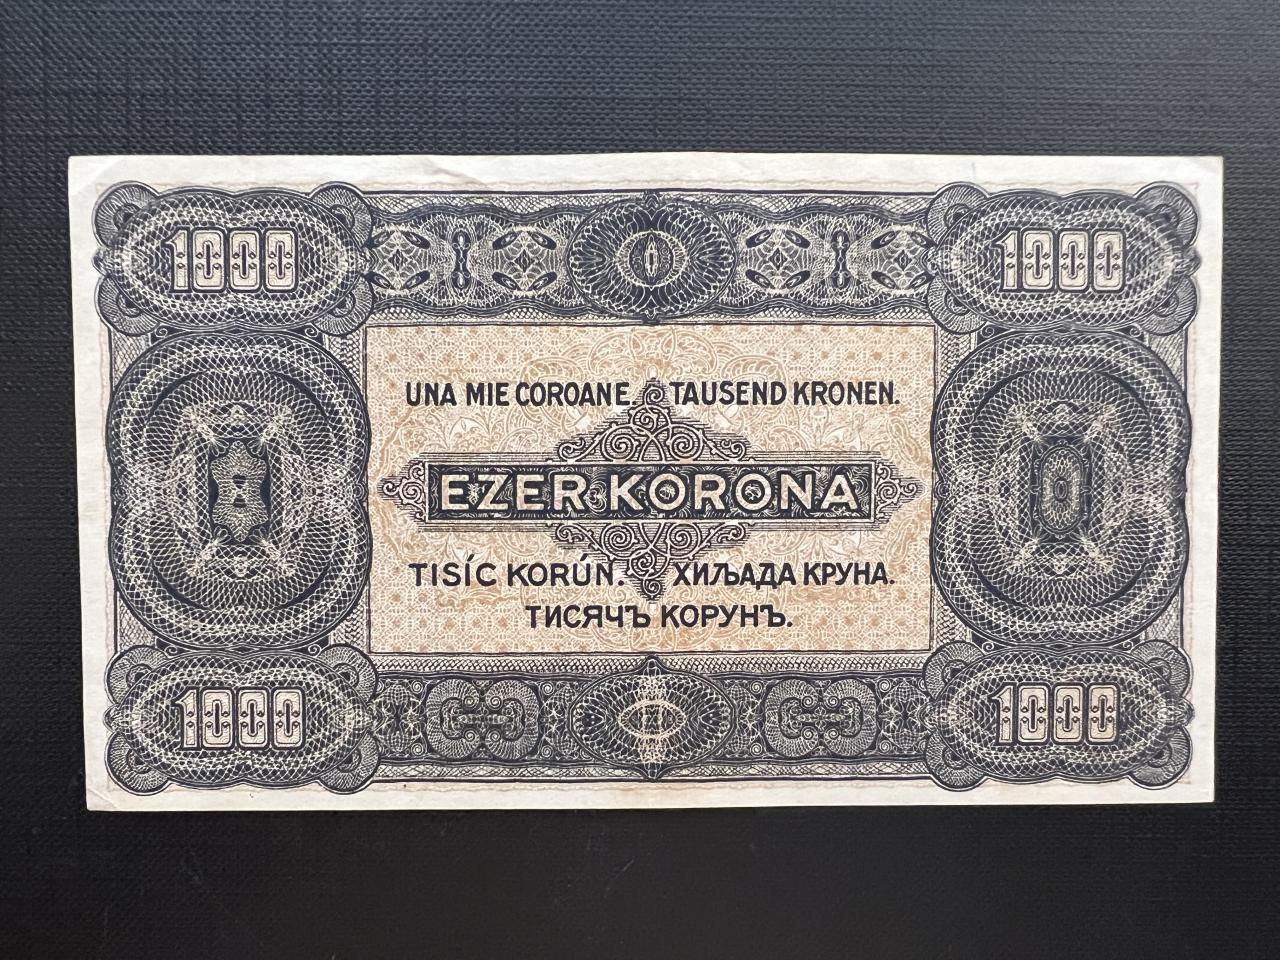 1000 1000
UNA MIE COROANE. TAUSEND KRONEN.
EZER KORONA
TISÍC KORÚN. ХИЉАДА КРУНА.
ТИСЯЧЪ КОРУНЪ.
1000 1000